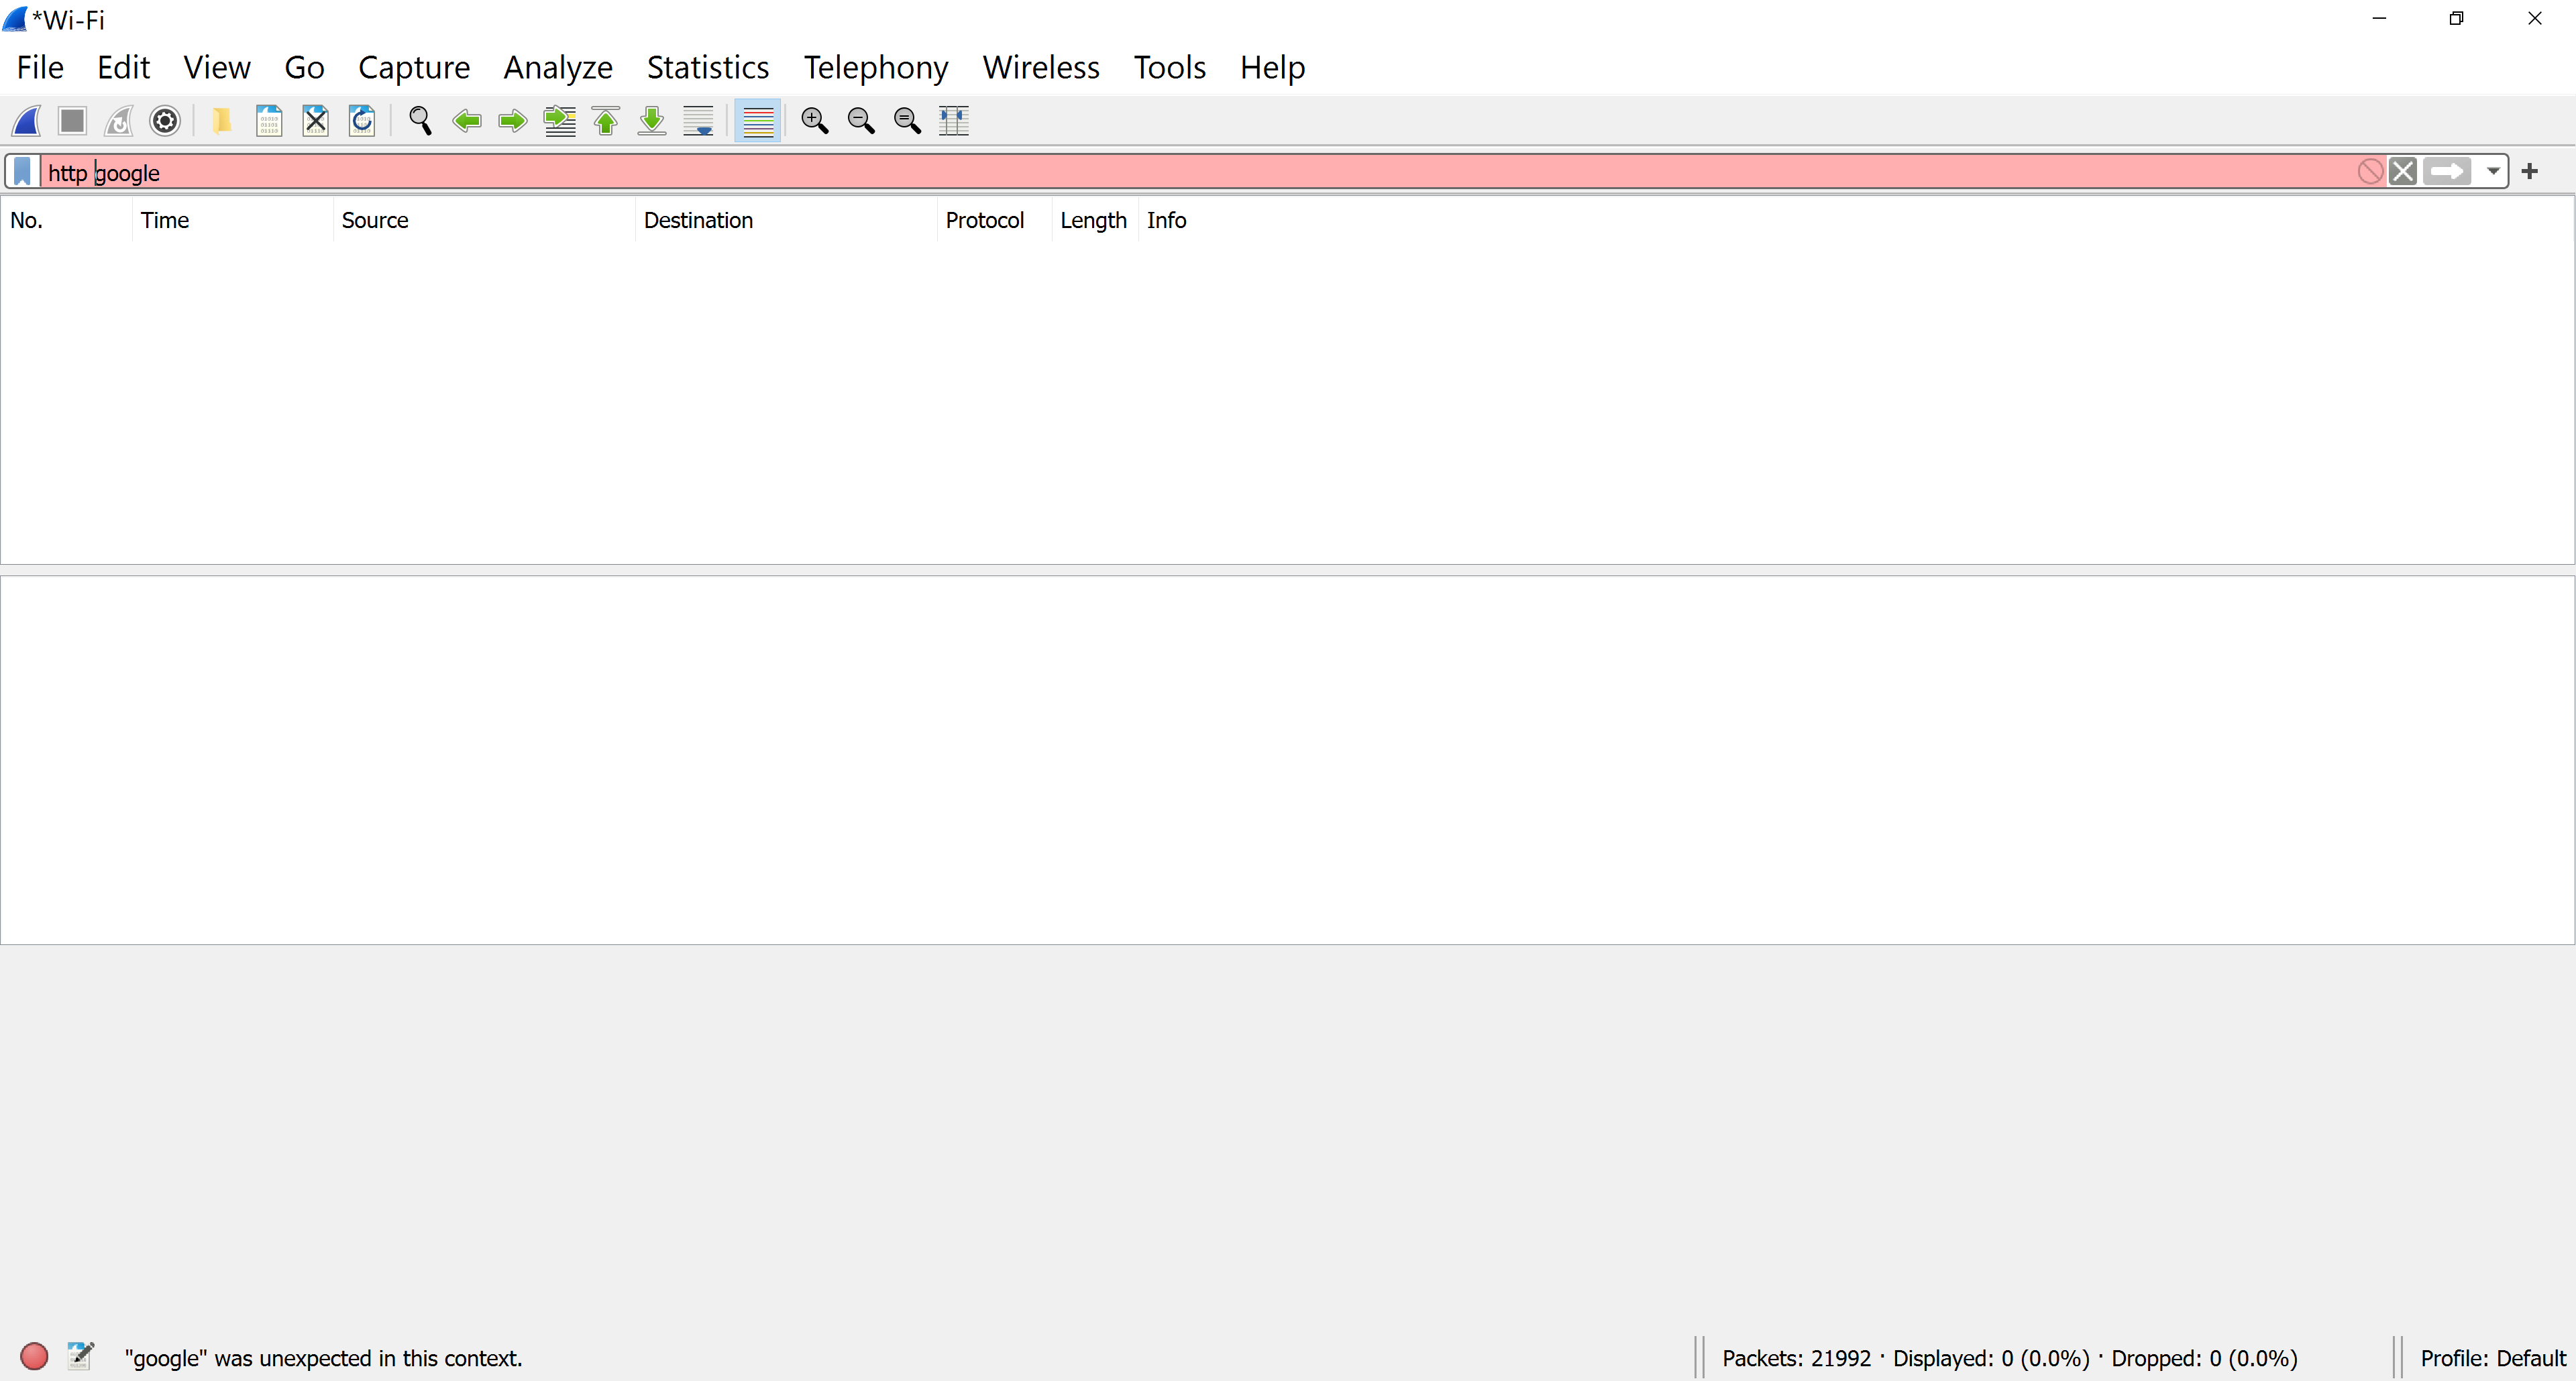 *Wi-Fi
File Edit View Go Capture Analyze Statistics Telephony Wireless Tools Help
http google
No. Time Source Destination Protocol Length Info
"google" was unexpected in this context. Packets: 21992 · Displayed: 0 (0.0%) · Dropped: 0 (0.0%) Profile: Default